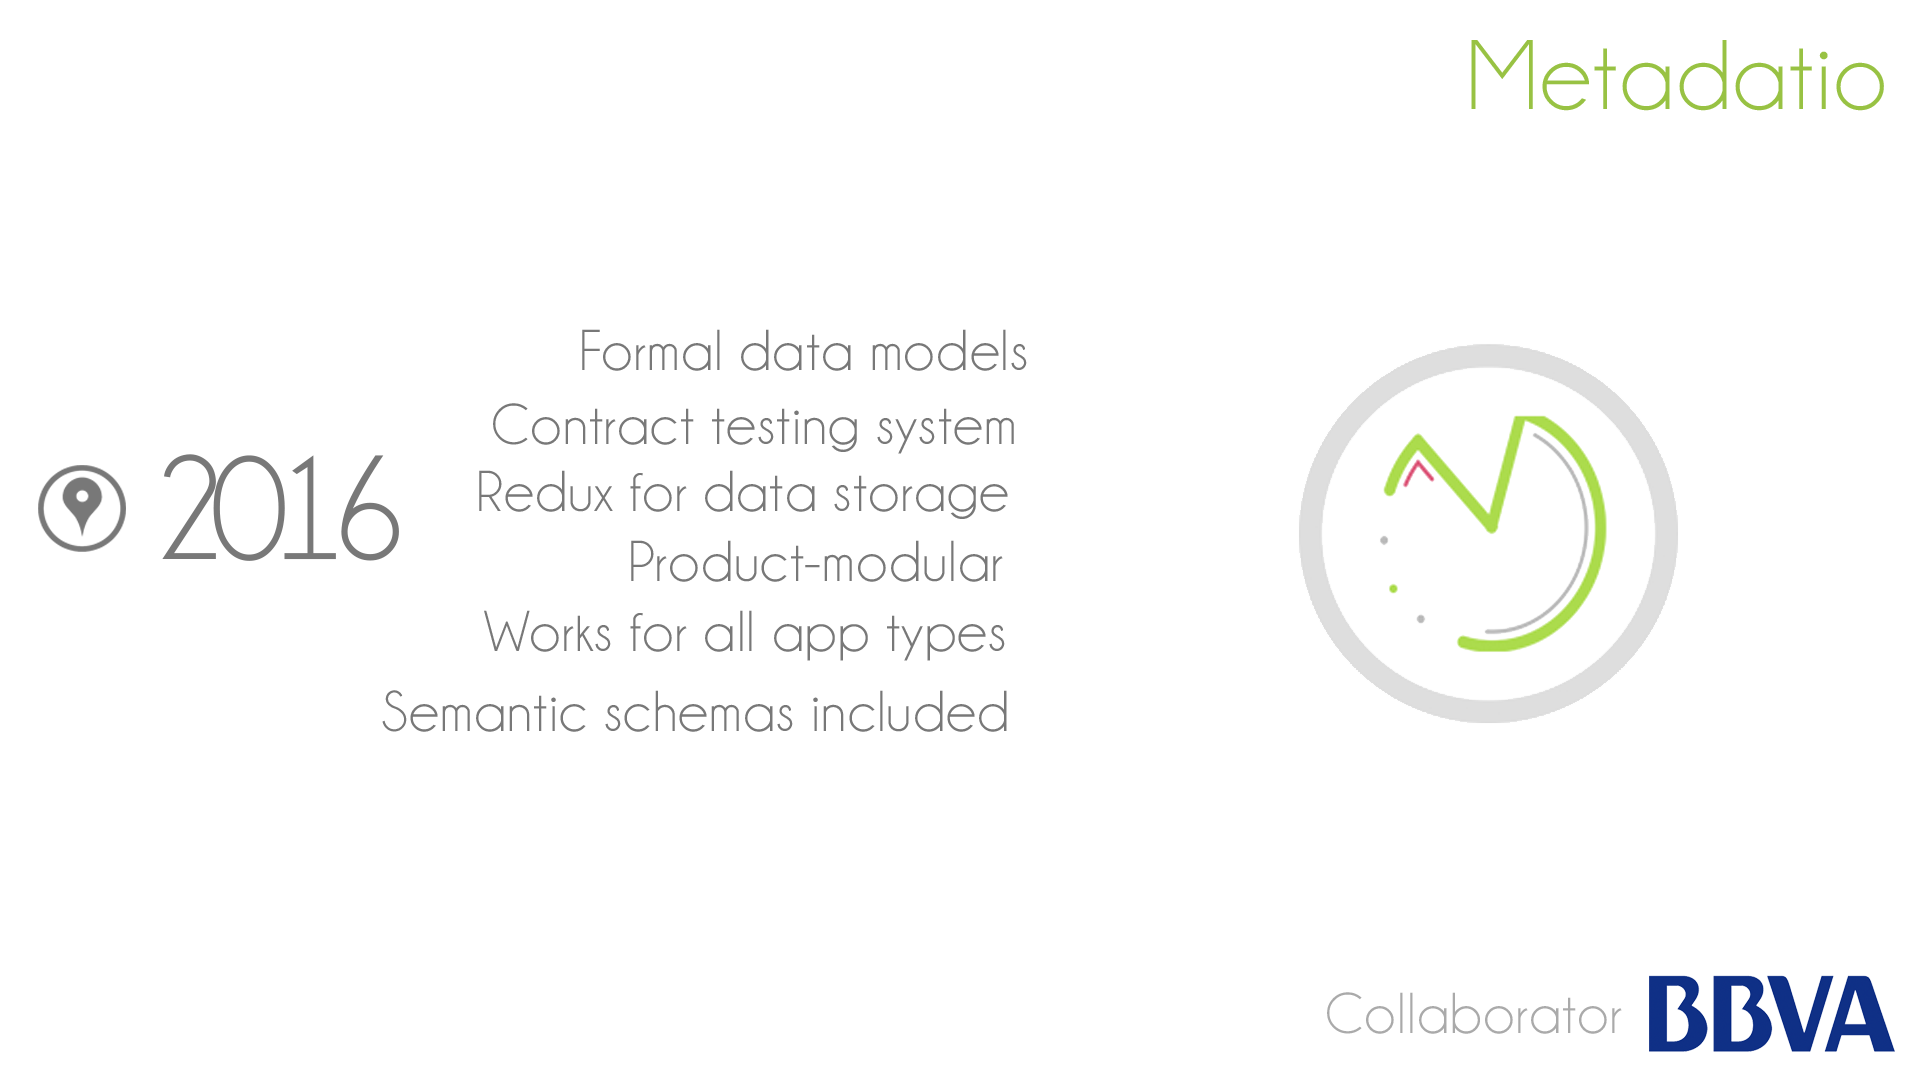 Metadatio
2016
Formal data models
Contract testing system
Redux for data storage
Product-modular
Works for all app types
Semantic schemas included
Collaborator BBVA